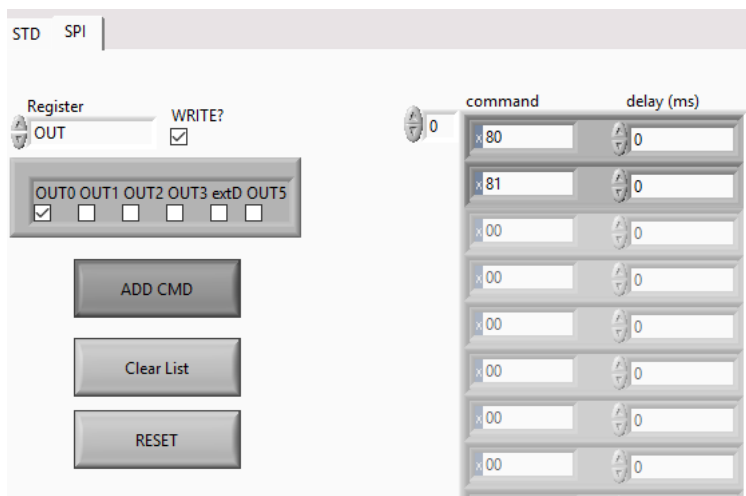 STD SPI
Register
WRITE?
OUT
OUT0 OUT1 OUT2 OUT3 extD OUT5
ADD CMD
Clear List
RESET
command delay (ms)
0
x 80 0
x 81 0
x 00 0
x 00 0
x 00 0
x 00 0
x 00 0
x 00 0